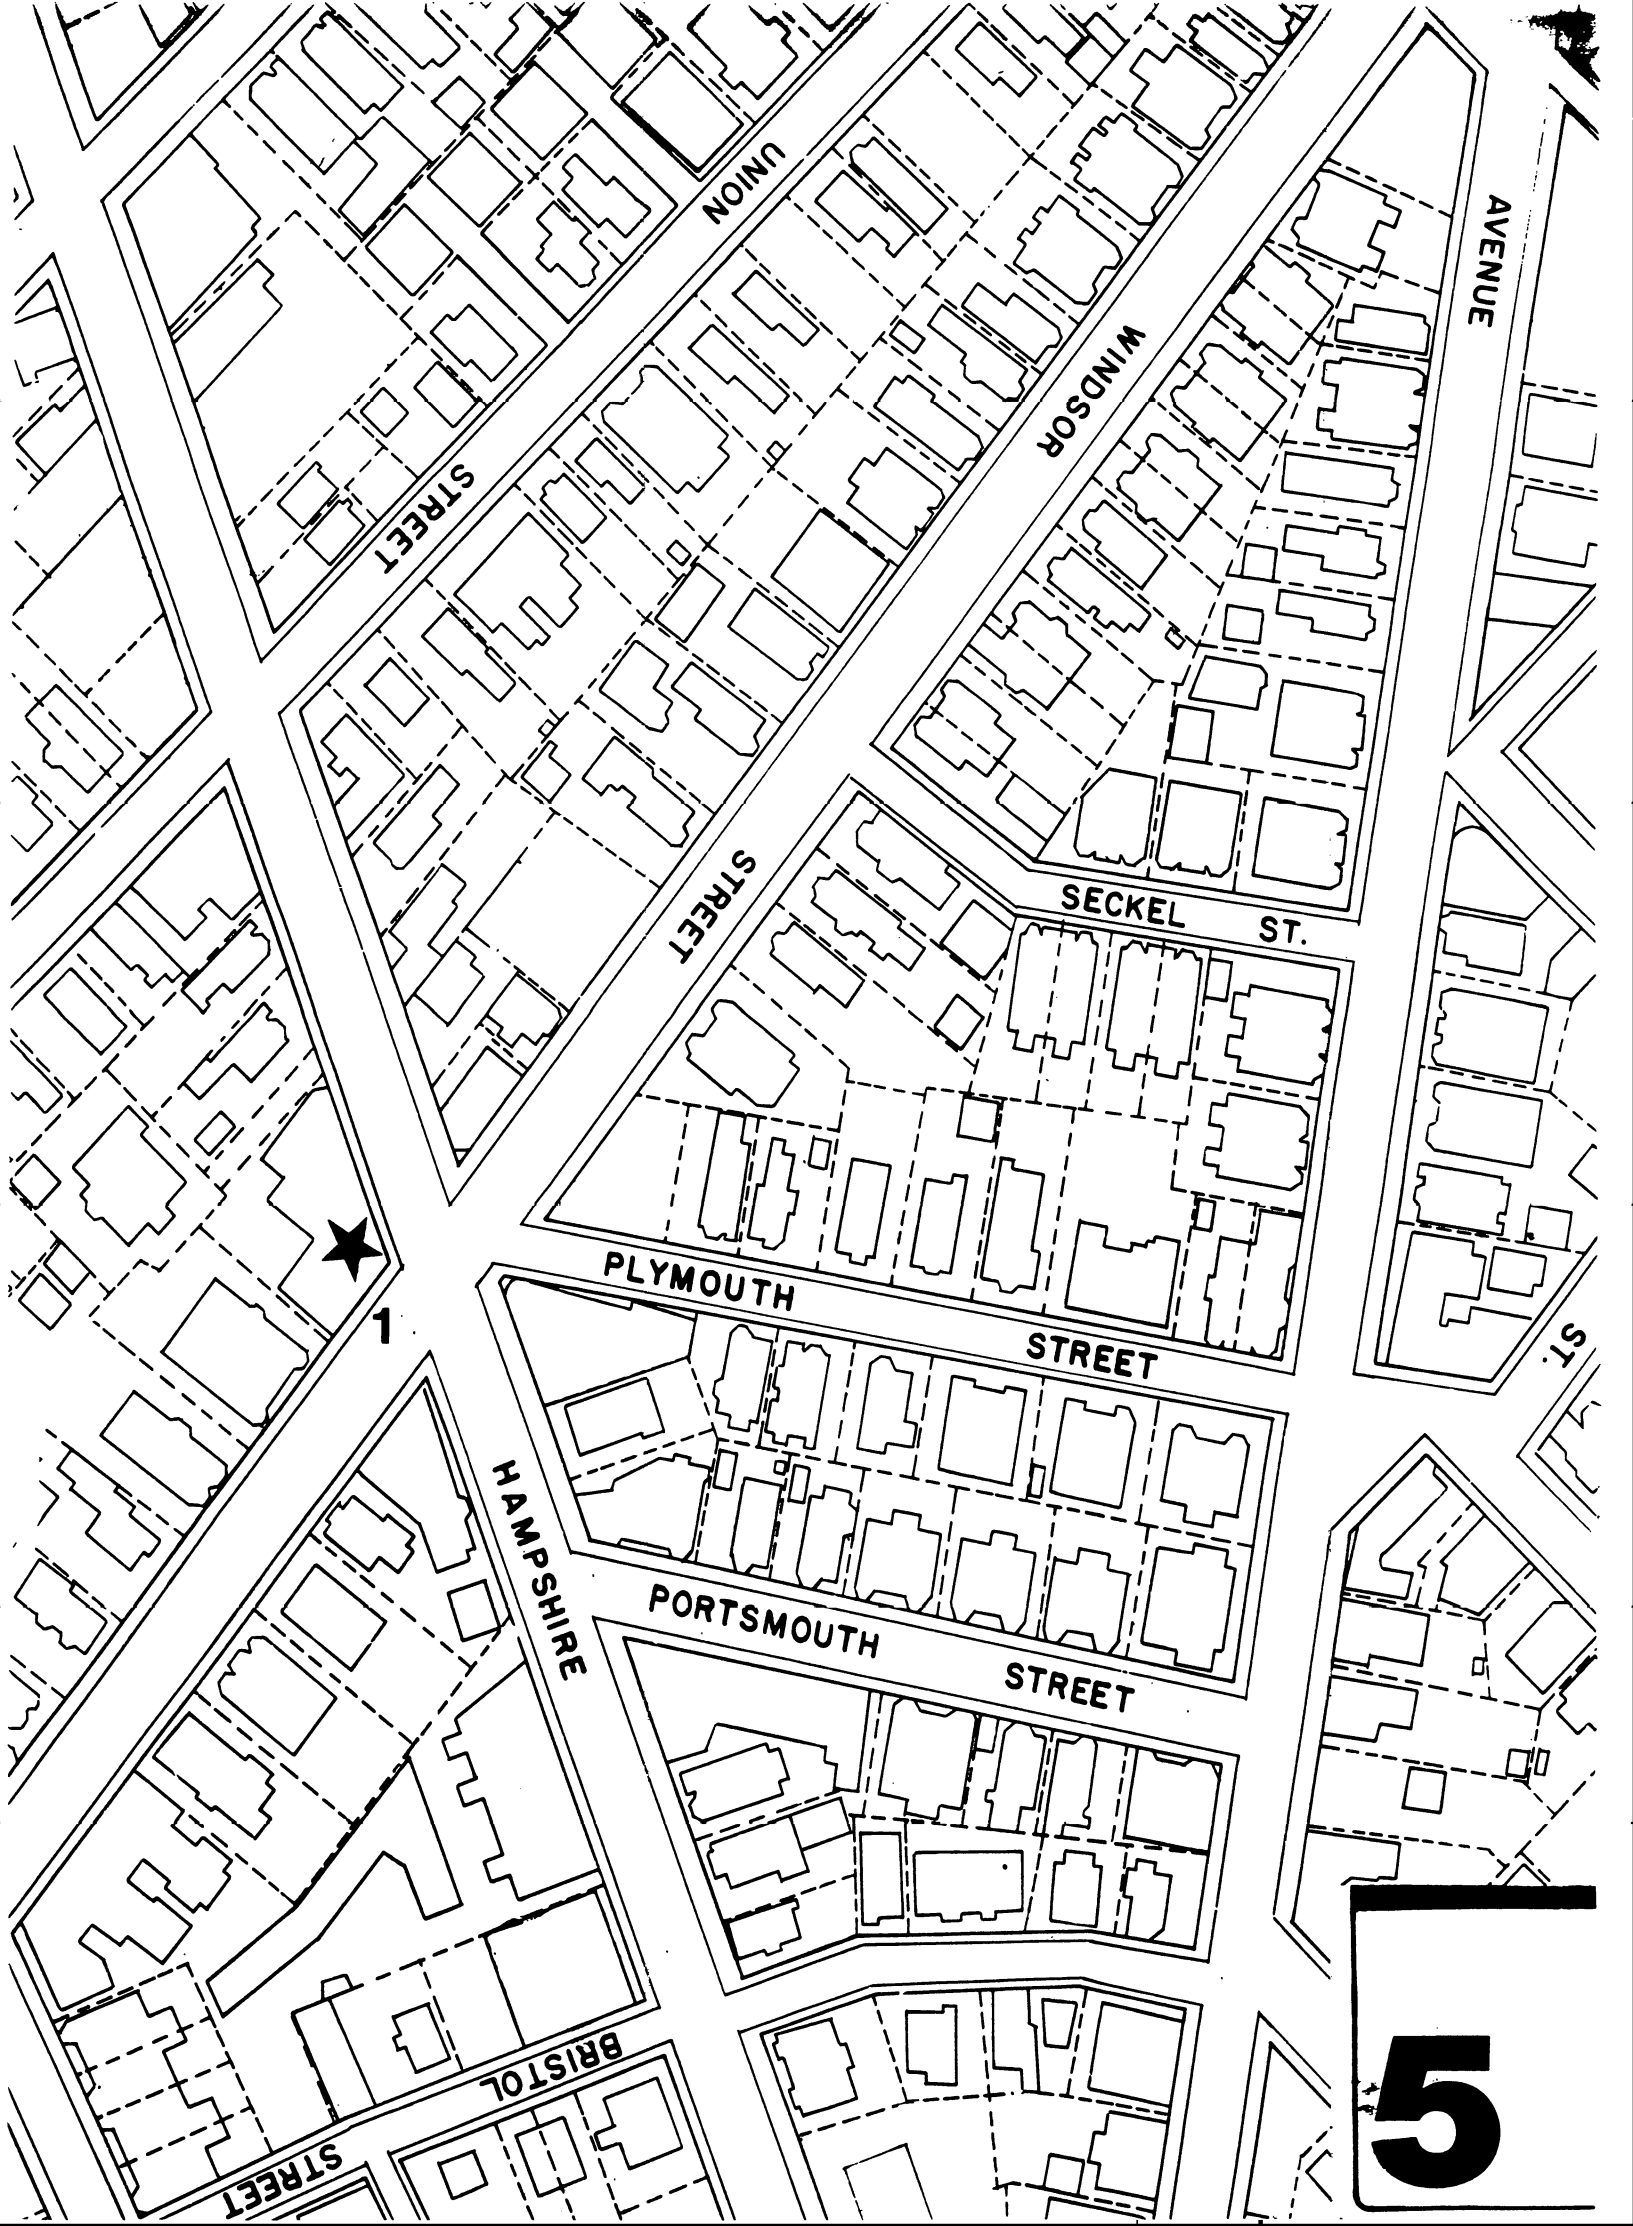 UNION
STREET
AVENUE
WINDSOR
STREET
SECKEL ST.
PLYMOUTH
STREET
ST.
1
HAMPSHIRE
PORTSMOUTH
STREET
BRISTOL
STREET
5